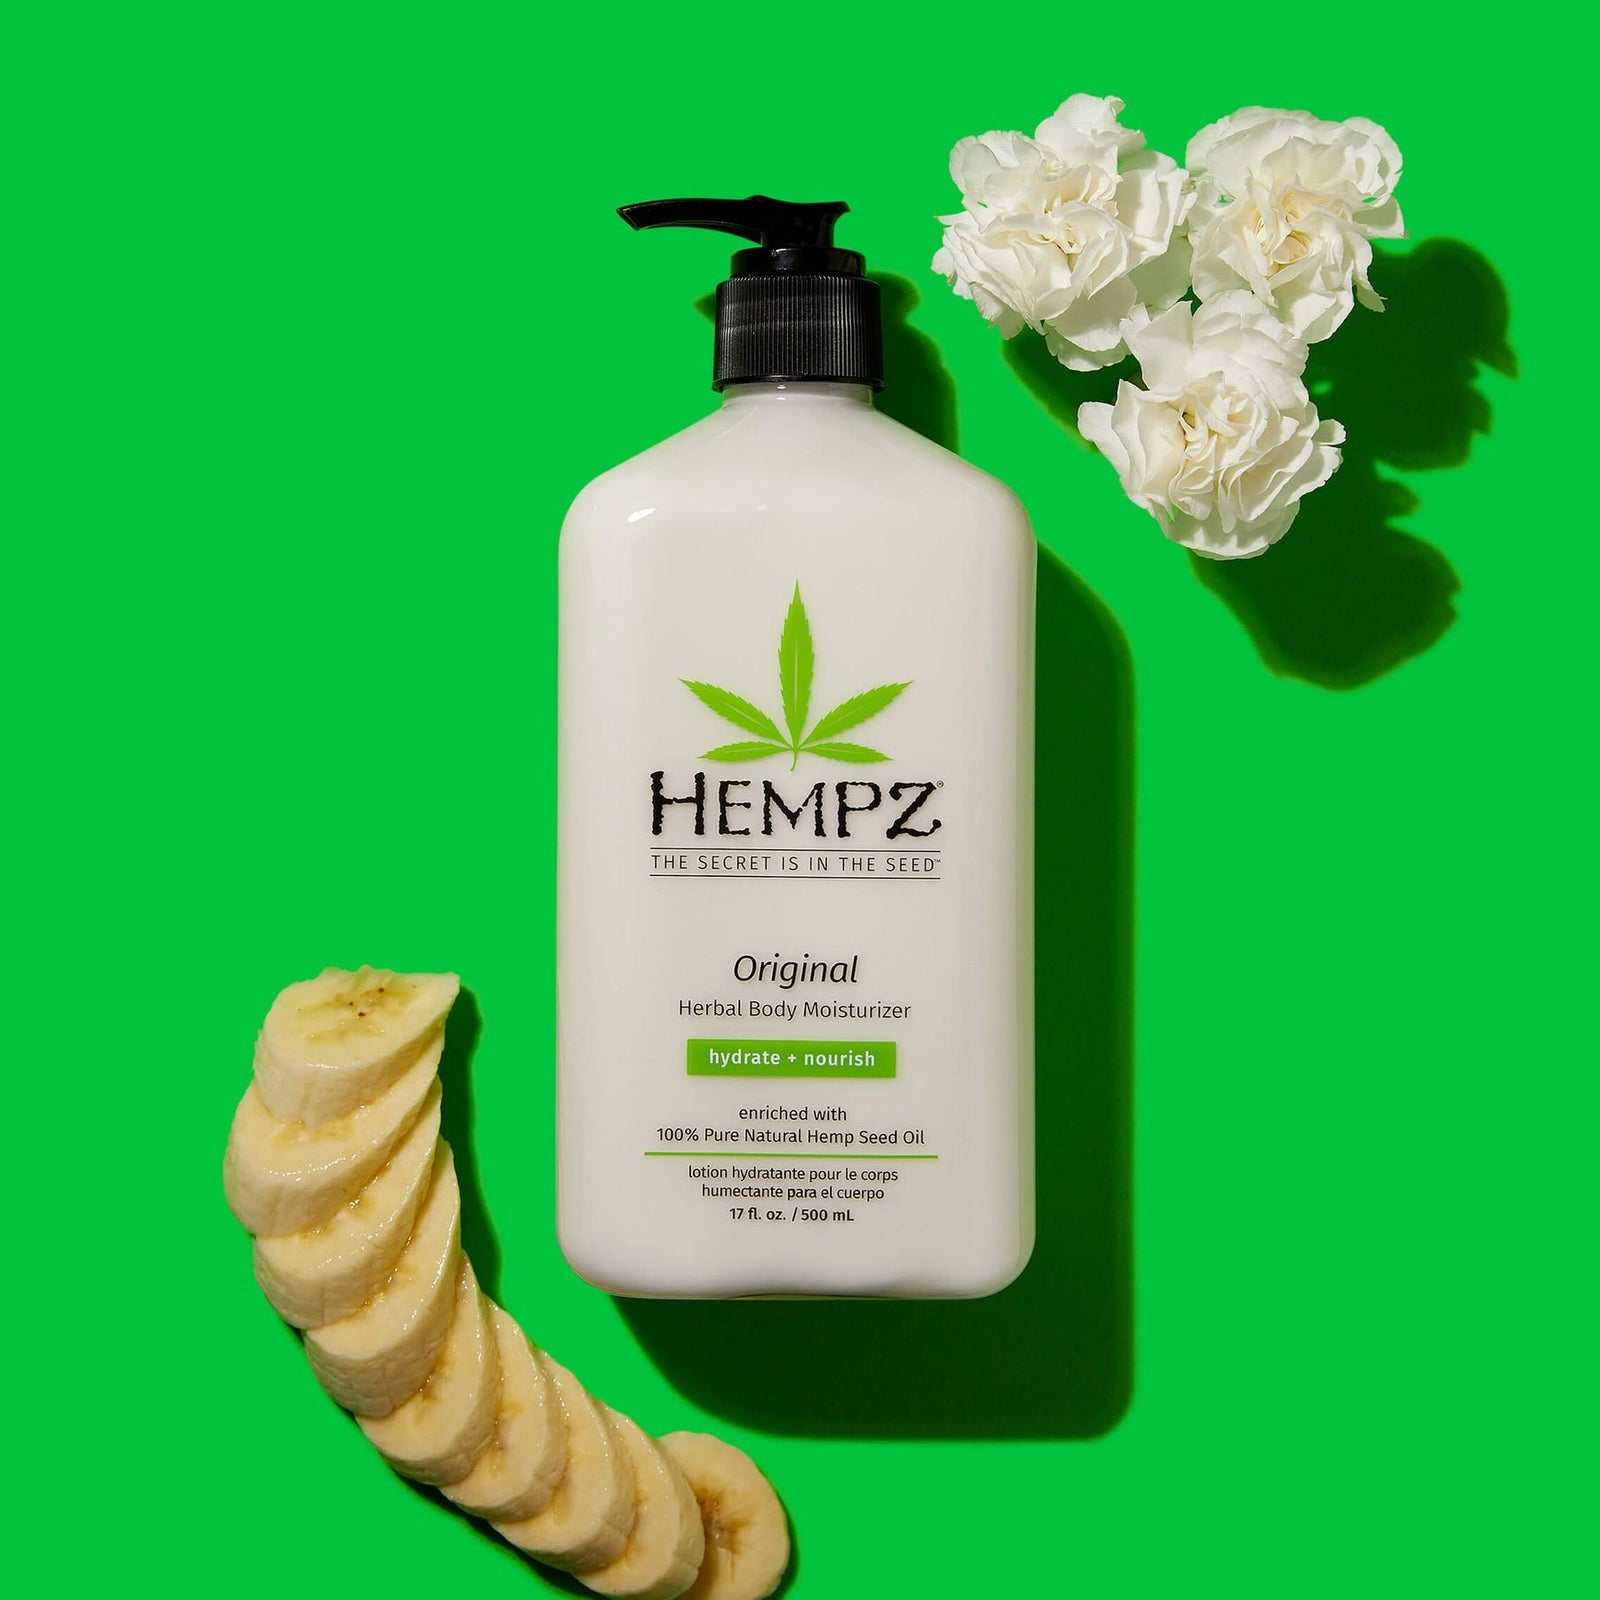 HEMPZ®
THE SECRET IS IN THE SEED™
Original
Herbal Body Moisturizer
hydrate + nourish
enriched with
100% Pure Natural Hemp Seed Oil
lotion hydratante pour le corps
humectante para el cuerpo
17 fl. oz. / 500 mL